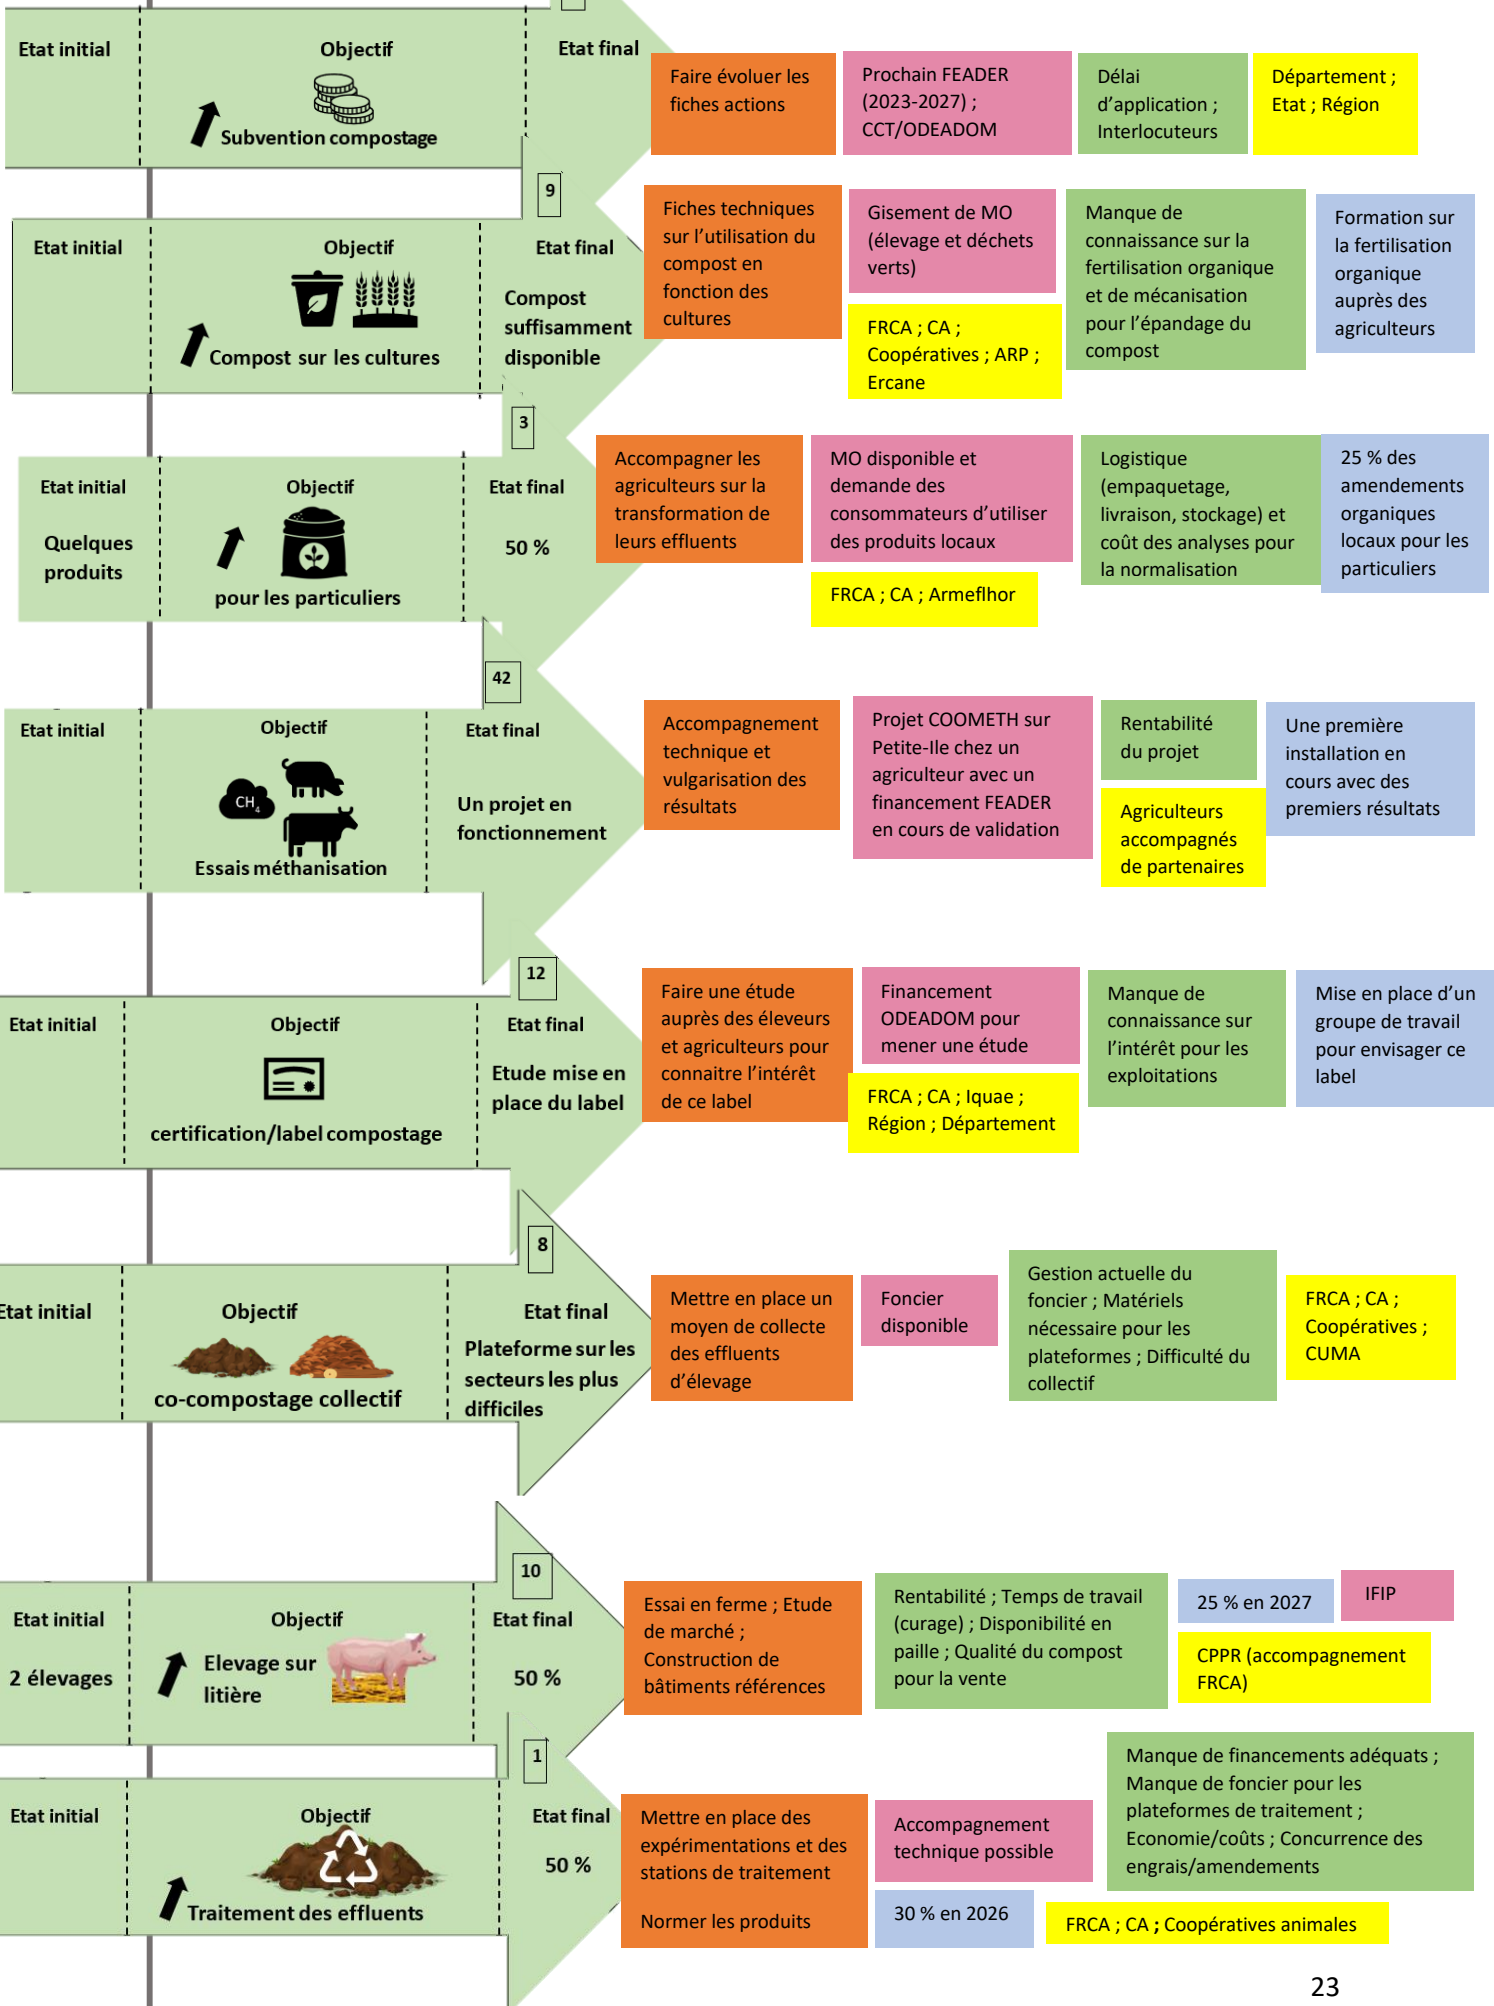 Etat initial
Objectif
Subvention compostage
Etat final
Faire évoluer les
fiches actions
Prochain FEADER
(2023-2027) ;
CCT/ODEADOM
Délai
d'application ;
Interlocuteurs
Département ;
Etat ; Région
9
Etat initial
Objectif
Compost sur les cultures
Etat final
Compost
suffisamment
disponible
Fiches techniques
sur l'utilisation du
compost en
fonction des
cultures
Gisement de MO
(élevage et déchets
verts)
FRCA ; CA ;
Coopératives ; ARP ;
Ercane
Manque de
connaissance sur la
fertilisation organique
et de mécanisation
pour l'épandage du
compost
Formation sur
la fertilisation
organique
auprès des
agriculteurs
3
Etat initial
Quelques
produits
Objectif
pour les particuliers
Etat final
50 %
Accompagner les
agriculteurs sur la
transformation de
leurs effluents
MO disponible et
demande des
consommateurs d'utiliser
des produits locaux
FRCA ; CA ; Armeflhor
Logistique
(empaquetage,
livraison, stockage) et
coût des analyses pour
la normalisation
25 % des
amendements
organiques
locaux pour les
particuliers
42
Etat initial
Objectif
CH4
Essais méthanisation
Etat final
Un projet en
fonctionnement
Accompagnement
technique et
vulgarisation des
résultats
Projet COOMETH sur
Petite-Ile chez un
agriculteur avec un
financement FEADER
en cours de validation
Rentabilité
du projet
Agriculteurs
accompagnés
de partenaires
Une première
installation en
cours avec des
premiers résultats
12
Etat initial
Objectif
certification/label compostage
Etat final
Etude mise en
place du label
Faire une étude
auprès des éleveurs
et agriculteurs pour
connaitre l'intérêt
de ce label
Financement
ODEADOM pour
mener une étude
FRCA ; CA ; Iquae ;
Région ; Département
Manque de
connaissance sur
l'intérêt pour les
exploitations
Mise en place d'un
groupe de travail
pour envisager ce
label
8
Etat initial
Objectif
co-compostage collectif
Etat final
Plateforme sur les
secteurs les plus
difficiles
Mettre en place un
moyen de collecte
des effluents
d'élevage
Foncier
disponible
Gestion actuelle du
foncier ; Matériels
nécessaire pour les
plateformes ; Difficulté du
collectif
FRCA ; CA ;
Coopératives ;
CUMA
10
Etat initial
2 élevages
Objectif
Elevage sur
litière
Etat final
50 %
Essai en ferme ; Etude
de marché ;
Construction de
bâtiments références
Rentabilité ; Temps de travail
(curage) ; Disponibilité en
paille ; Qualité du compost
pour la vente
25 % en 2027
IFIP
CPPR (accompagnement
FRCA)
1
Etat initial
Objectif
Traitement des effluents
Etat final
50 %
Mettre en place des
expérimentations et des
stations de traitement
Normer les produits
Accompagnement
technique possible
30 % en 2026
Manque de financements adéquats ;
Manque de foncier pour les
plateformes de traitement ;
Economie/coûts ; Concurrence des
engrais/amendements
FRCA ; CA ; Coopératives animales
23